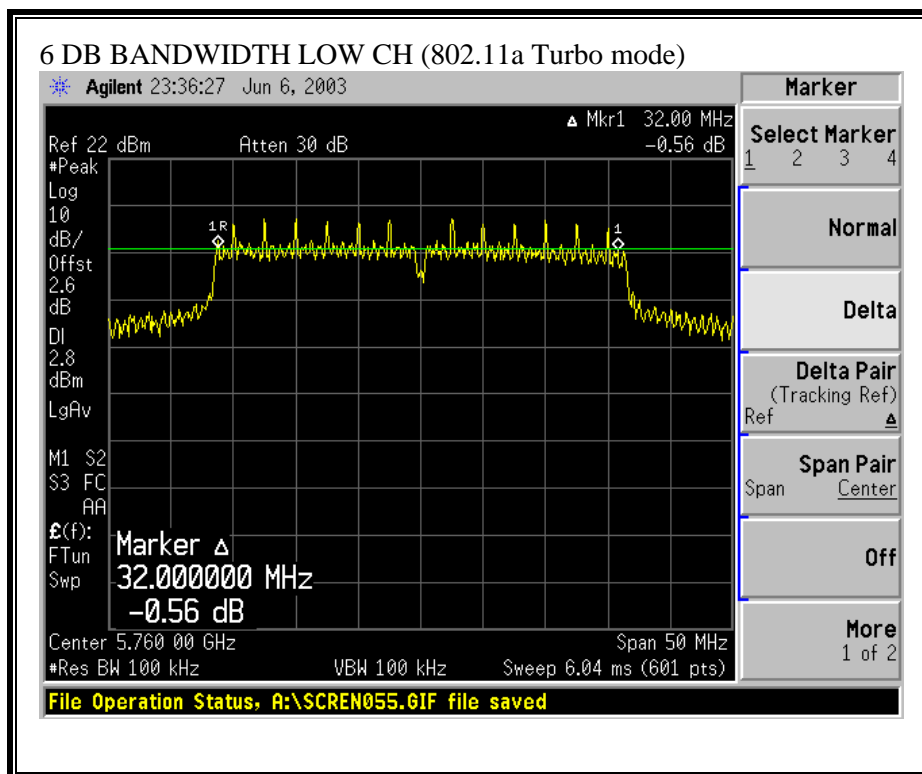 6 DB BANDWIDTH LOW CH (802.11a Turbo mode)
Agilent 23:36:27 Jun 6, 2003
Marker
Δ Mkr1 32.00 MHz
Ref 22 dBm Atten 30 dB -0.56 dB
#Peak
Log
10
dB/
Offst
2.6
dB
DI
2.8
dBm
LgAv
M1 S2
S3 FC
AA
£(f):
FTun
Swp
1R
1
Marker Δ
32.000000 MHz
-0.56 dB
Center 5.760 00 GHz Span 50 MHz
#Res BW 100 kHz VBW 100 kHz Sweep 6.04 ms (601 pts)
Select Marker
1 2 3 4
Normal
Delta
Delta Pair
(Tracking Ref)
Ref Δ
Span Pair
Span Center
Off
More
1 of 2
File Operation Status, A:\SCREN055.GIF file saved